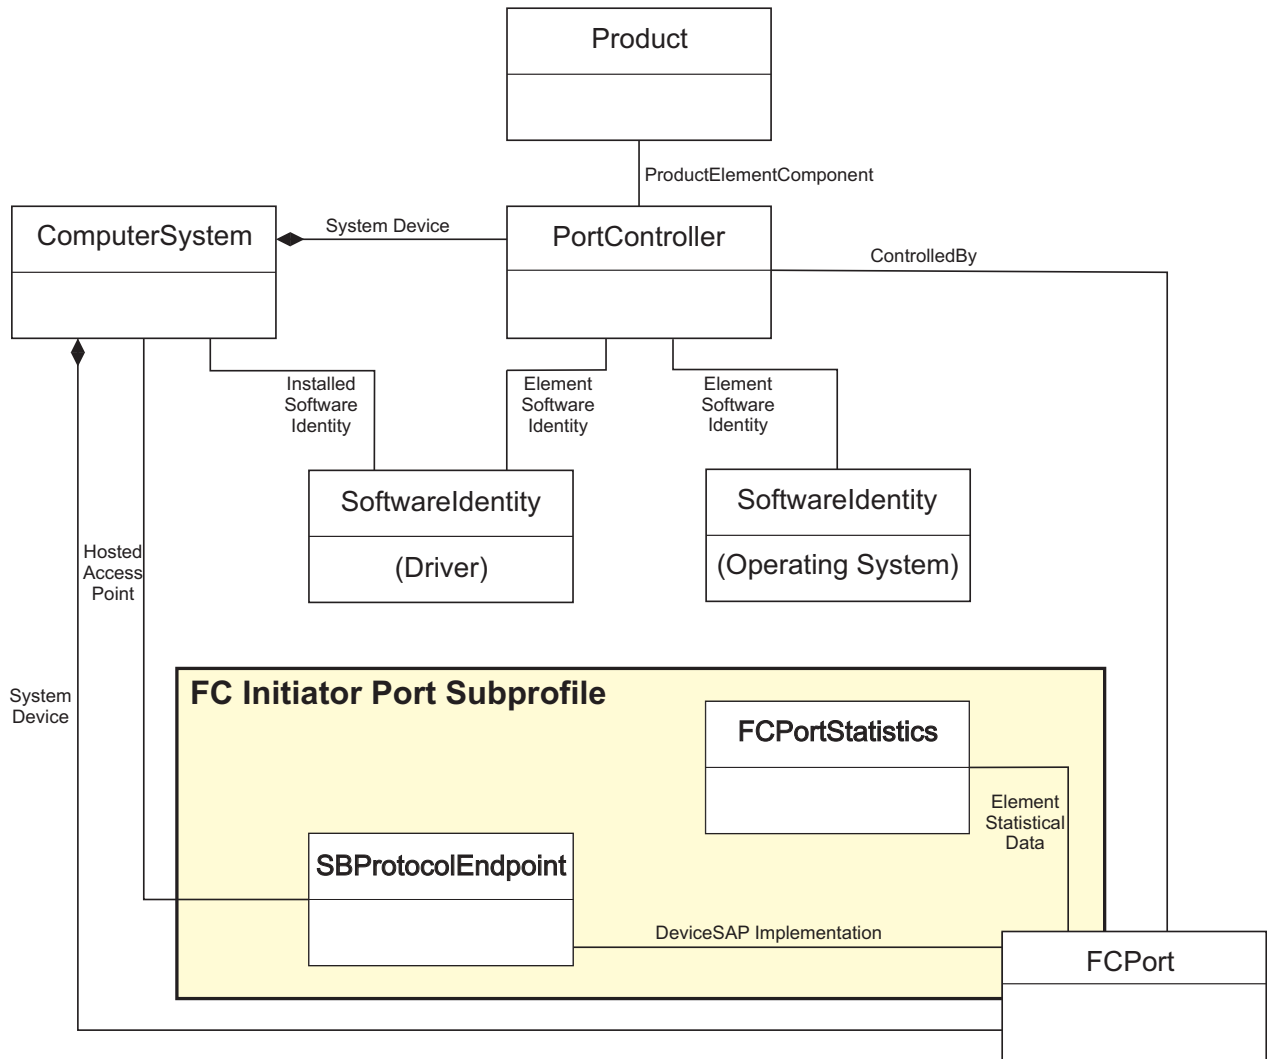 Product
ProductElementComponent
ComputerSystem
System Device
PortController
ControlledBy
Installed
Software
Identity
Element
Software
Identity
Element
Software
Identity
SoftwareIdentity
(Driver)
SoftwareIdentity
(Operating System)
Hosted
Access
Point
System
Device
FC Initiator Port Subprofile
FCPortStatistics
Element
Statistical
Data
SBProtocolEndpoint
DeviceSAP Implementation
FCPort